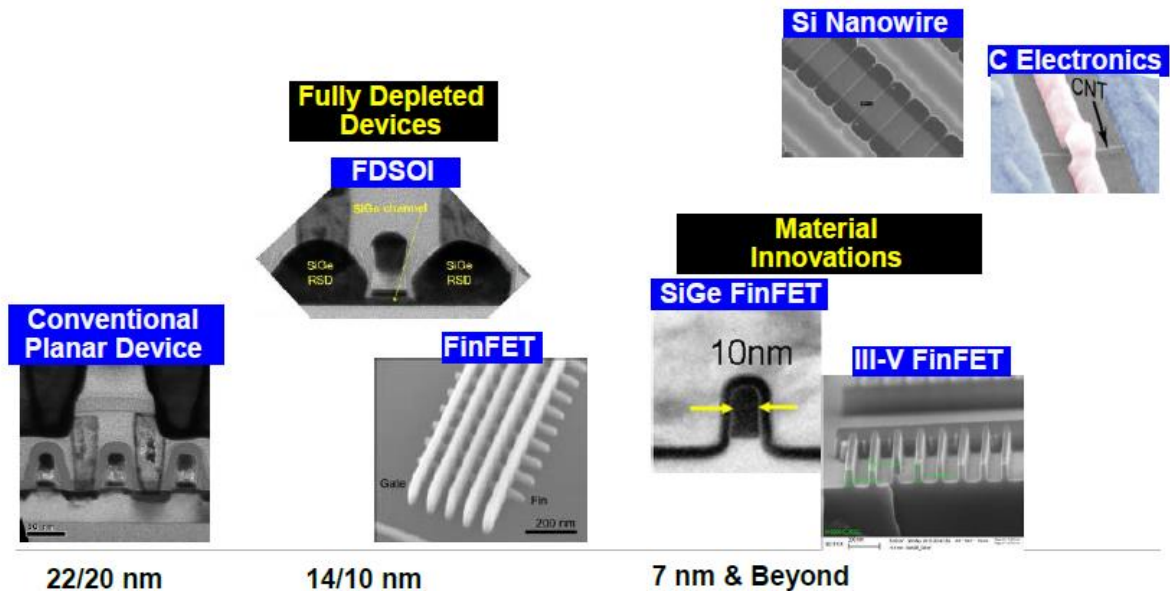 Si Nanowire
C Electronics
CNT
Fully Depleted
Devices
FDSOI
SiGe channel
SiGe
RSD
SiGe
RSD
Material
Innovations
SiGe FinFET
10nm
Conventional
Planar Device
FinFET
III-V FinFET
Gate
Fin
200 nm
22/20 nm
14/10 nm
7 nm & Beyond